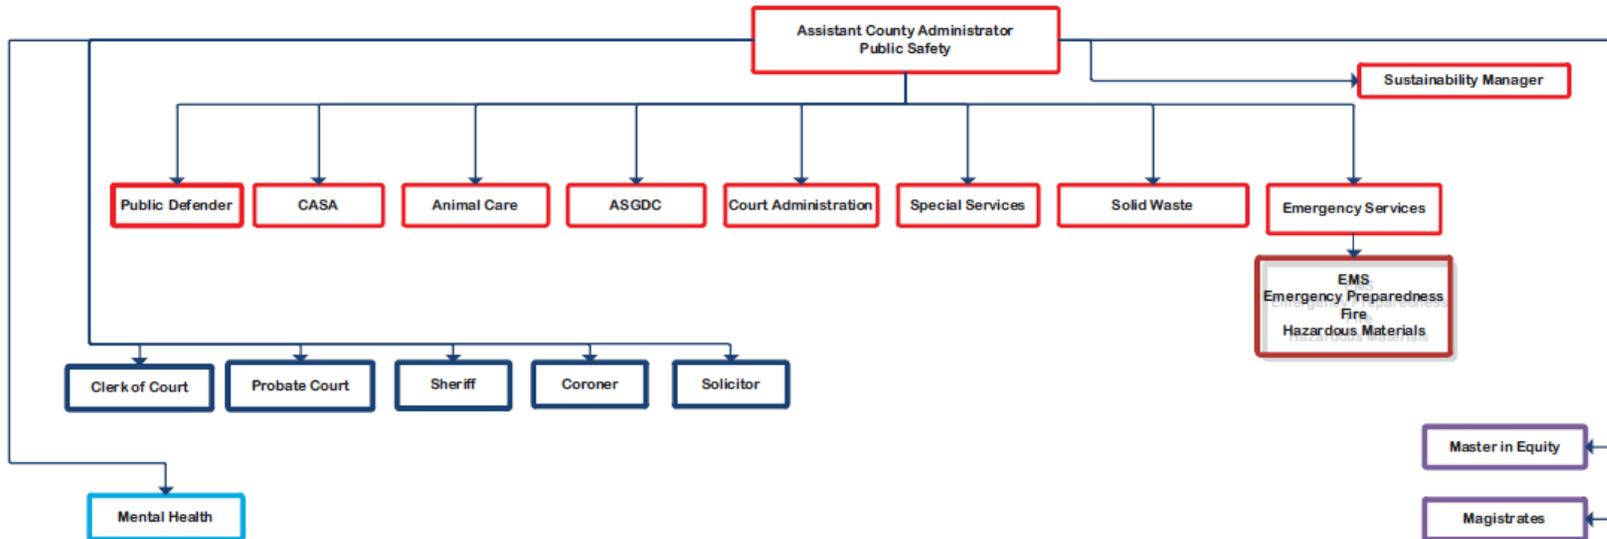 Assistant County Administrator
Public Safety
Sustainability Manager
Public Defender
CASA
Animal Care
ASGDC
Court Administration
Special Services
Solid Waste
Emergency Services
EMS
Emergency Preparedness
Fire
Hazardous Materials
Clerk of Court
Probate Court
Sheriff
Coroner
Solicitor
Master in Equity
Mental Health
Magistrates